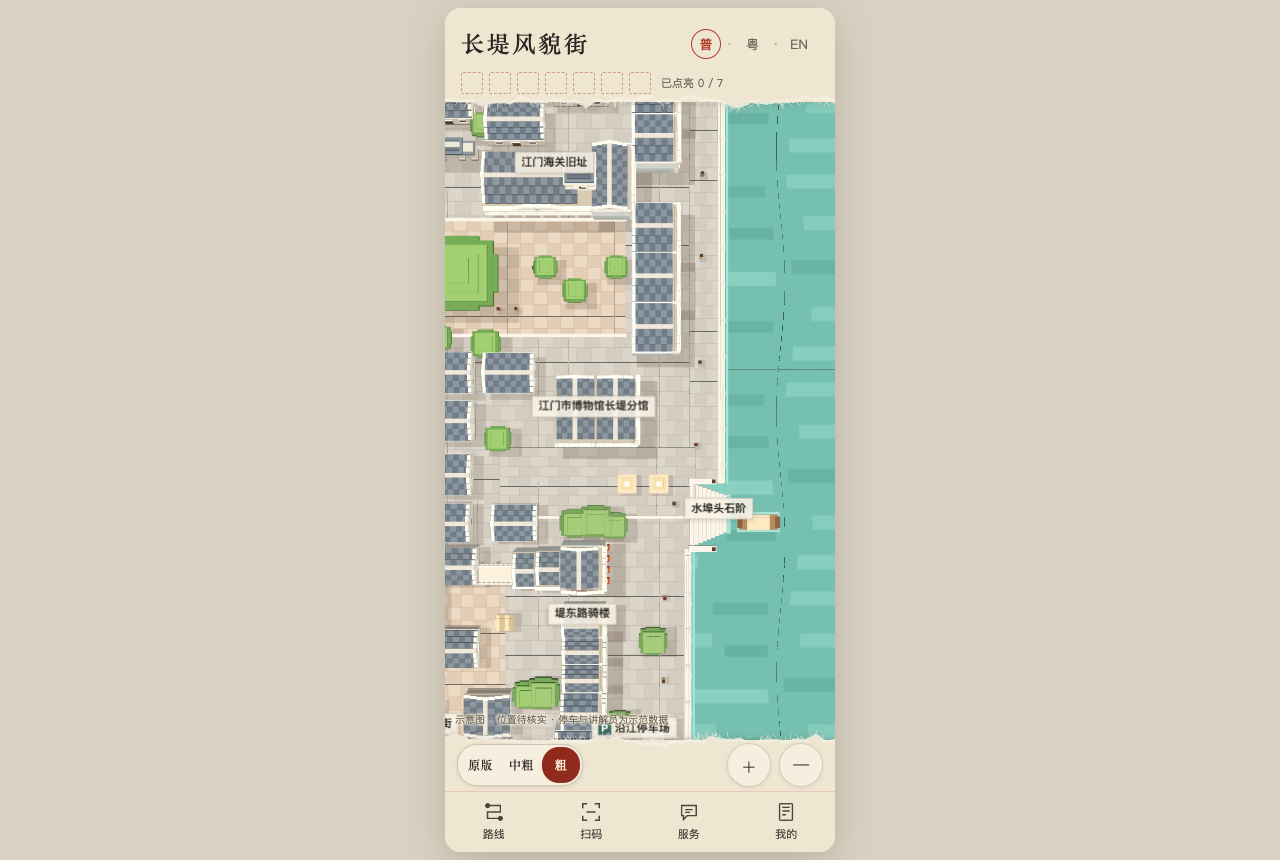 长堤风貌街
普 · 粤 · EN
已点亮 0 / 7
江门海关旧址
江门市博物馆长堤分馆
水埠头石阶
堤东路骑楼
街
示意图 · 位置待核实 · 停车与讲解员为示范数据
P 沿江停车场
原版 中粗 粗
+ —
路线 扫码 服务 我的